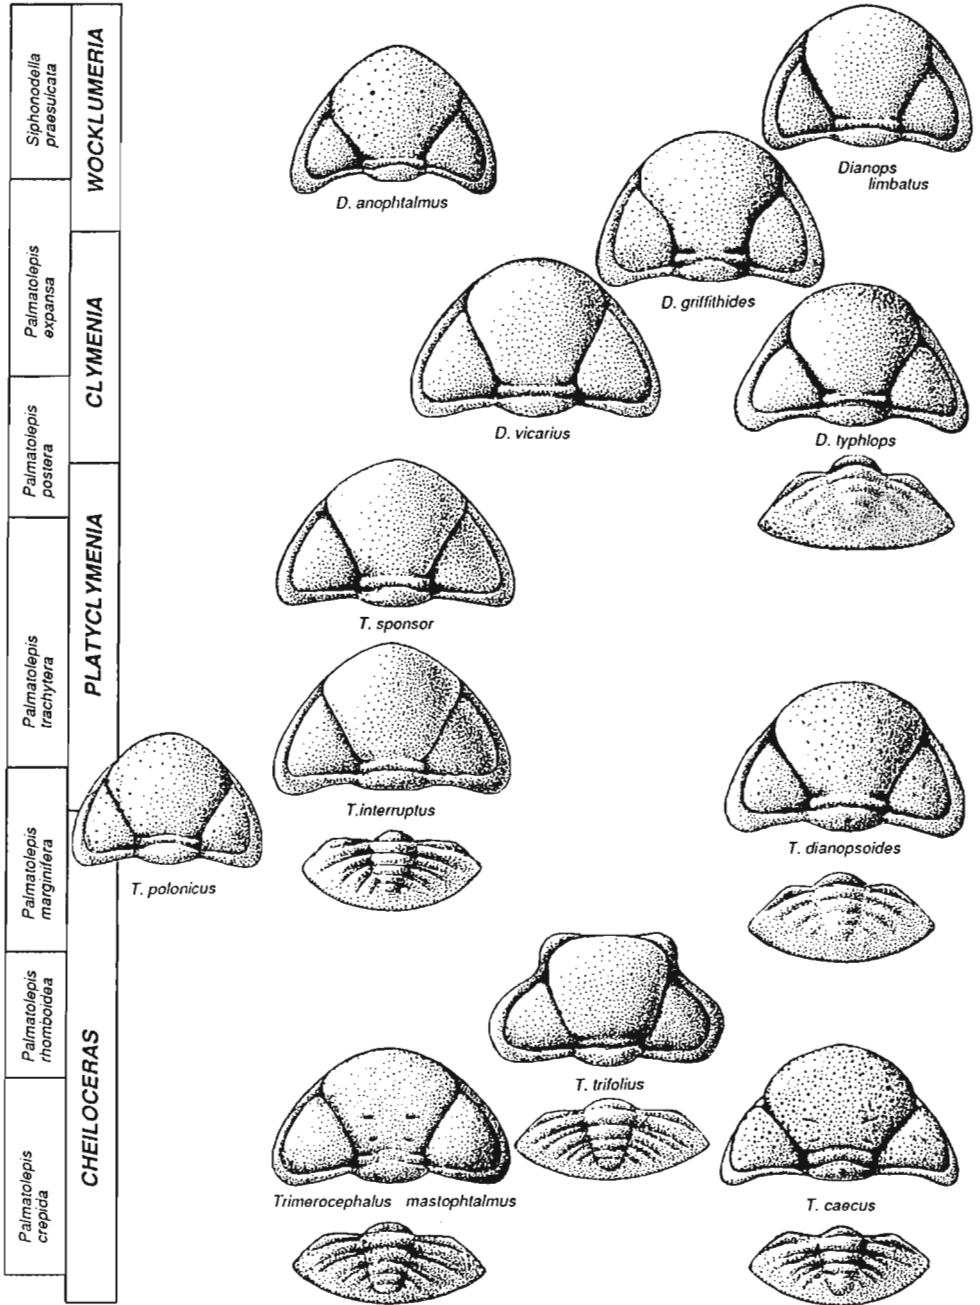 Siphonodella
praesulcata
Palmatolepis
expansa
Palmatolepis
postera
Palmatolepis
trachytera
Palmatolepis
marginifera
Palmatolepis
rhomboidea
Palmatolepis
crepida
WOCKLUMERIA
CLYMENIA
PLATYCLYMENIA
CHEILOCERAS
Dianops
limbatus
D. anophtalmus
D. griffithides
D. vicarius
D. typhlops
T. sponsor
T.interruptus
T. dianopsoides
T. polonicus
T. trifolius
Trimerocephalus mastophtalmus
T. caecus